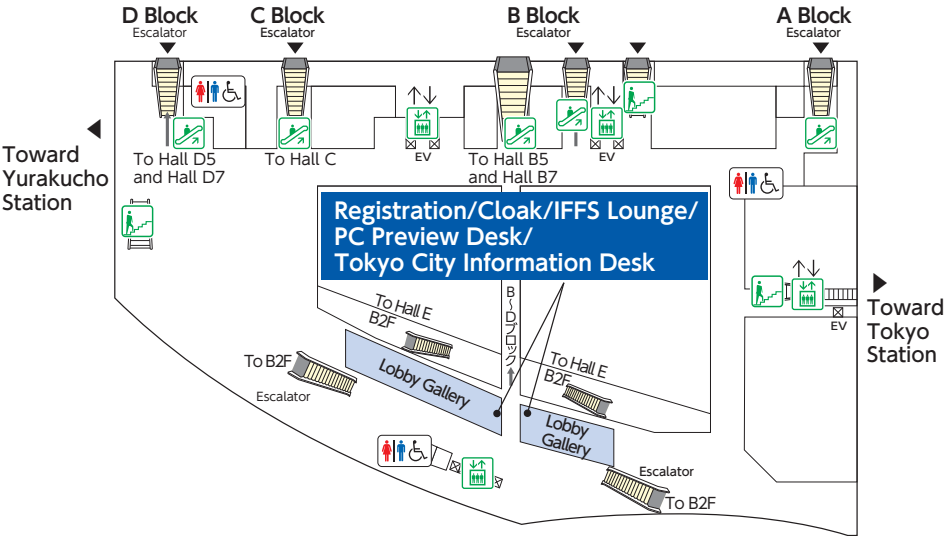 D Block
Escalator
C Block
Escalator
B Block
Escalator
A Block
Escalator
Toward
Yurakucho
Station
To Hall D5
and Hall D7
To Hall C
EV
To Hall B5
and Hall B7
EV
Registration/Cloak/IFFS Lounge/
PC Preview Desk/
Tokyo City Information Desk
B~Dブロック
To Hall E
B2F
To Hall E
B2F
Lobby Gallery
Lobby
Gallery
To B2F
Escalator
Escalator
To B2F
EV
Toward
Tokyo
Station